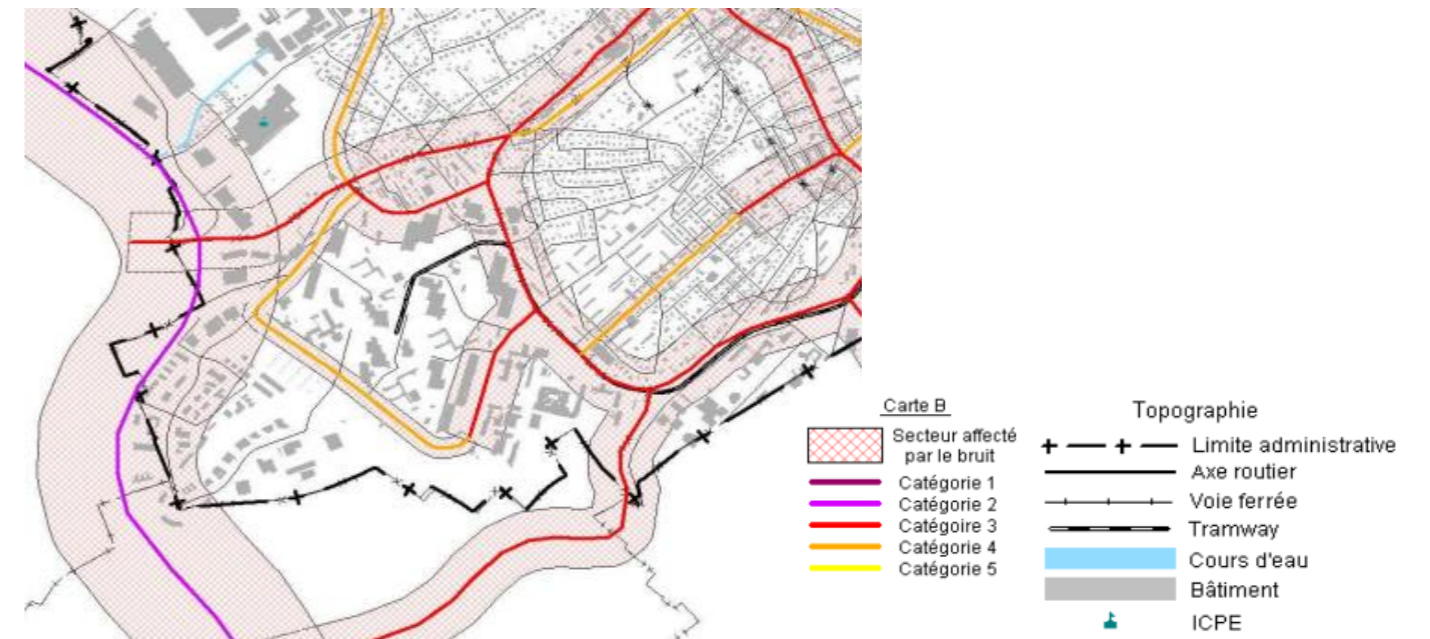 Carte B
Secteur affecté
par le bruit
Catégorie 1
Catégorie 2
Catégoire 3
Catégorie 4
Catégorie 5
Topographie
Limite administrative
Axe routier
Voie ferrée
Tramway
Cours d'eau
Bâtiment
ICPE